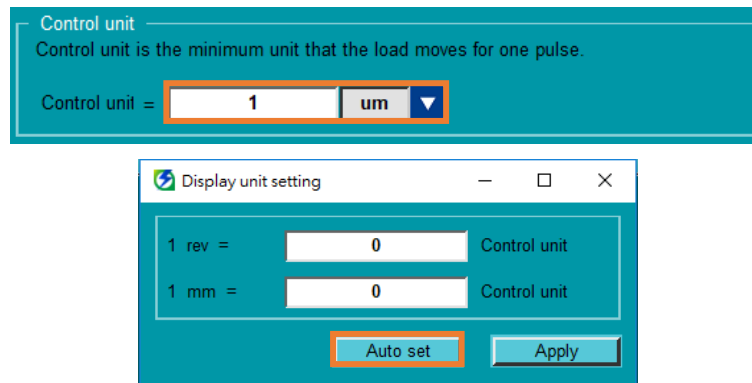 Control unit
Control unit is the minimum unit that the load moves for one pulse.
Control unit = 1 um
Display unit setting
1 rev = 0 Control unit
1 mm = 0 Control unit
Auto set Apply